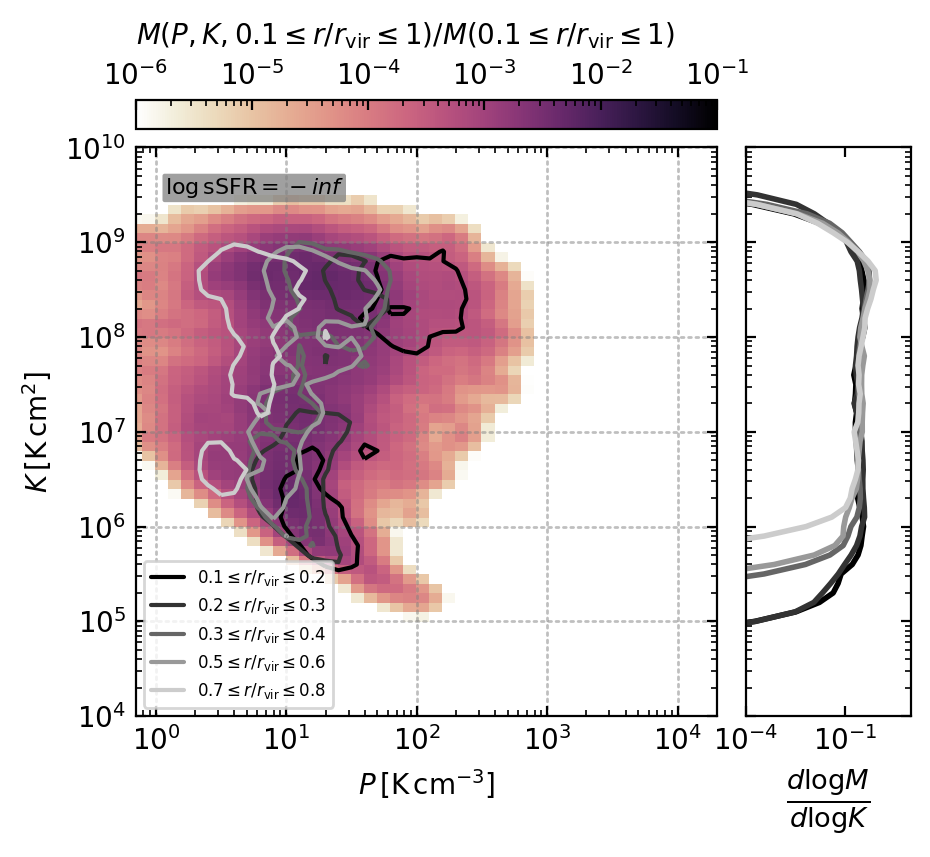 M(P, K, 0.1 ≤ r/r_vir ≤ 1)/M(0.1 ≤ r/r_vir ≤ 1)
10^−6 10^−5 10^−4 10^−3 10^−2 10^−1
log sSFR = −inf
10^10
10^9
10^8
10^7
10^6
10^5
10^4
K [K cm^2]
0.1 ≤ r/r_vir ≤ 0.2
0.2 ≤ r/r_vir ≤ 0.3
0.3 ≤ r/r_vir ≤ 0.4
0.5 ≤ r/r_vir ≤ 0.6
0.7 ≤ r/r_vir ≤ 0.8
10^0 10^1 10^2 10^3 10^4
P [K cm^−3]
10^−4 10^−1
dlogM
dlogK